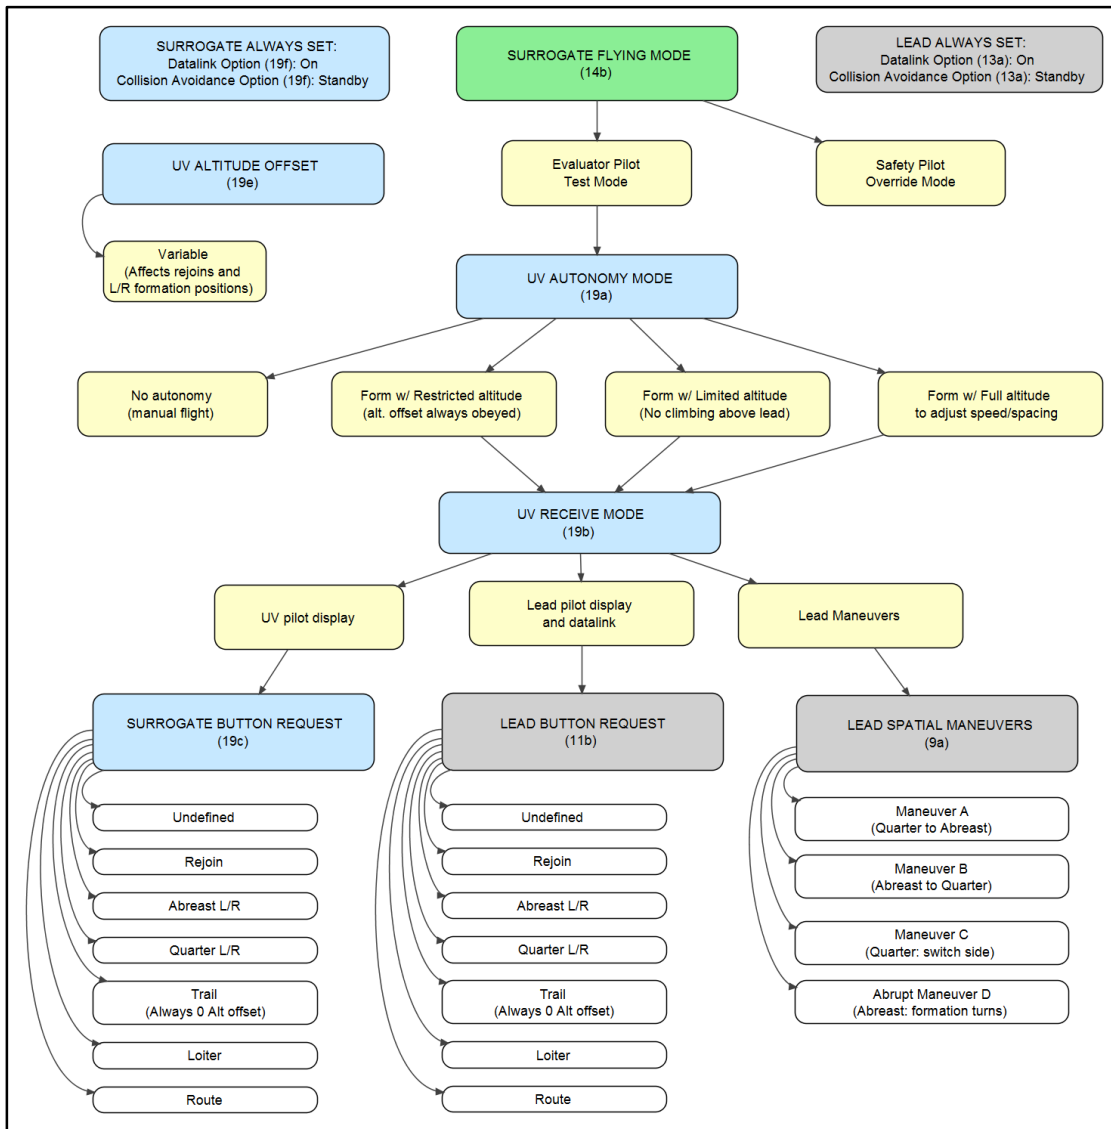 SURROGATE ALWAYS SET:
Datalink Option (19f): On
Collision Avoidance Option (19f): Standby
SURROGATE FLYING MODE
(14b)
LEAD ALWAYS SET:
Datalink Option (13a): On
Collision Avoidance Option (13a): Standby
UV ALTITUDE OFFSET
(19e)
Evaluator Pilot
Test Mode
Safety Pilot
Override Mode
Variable
(Affects rejoins and
L/R formation positions)
UV AUTONOMY MODE
(19a)
No autonomy
(manual flight)
Form w/ Restricted altitude
(alt. offset always obeyed)
Form w/ Limited altitude
(No climbing above lead)
Form w/ Full altitude
to adjust speed/spacing
UV RECEIVE MODE
(19b)
UV pilot display
Lead pilot display
and datalink
Lead Maneuvers
SURROGATE BUTTON REQUEST
(19c)
LEAD BUTTON REQUEST
(11b)
LEAD SPATIAL MANEUVERS
(9a)
Undefined
Rejoin
Abreast L/R
Quarter L/R
Trail
(Always 0 Alt offset)
Loiter
Route
Undefined
Rejoin
Abreast L/R
Quarter L/R
Trail
(Always 0 Alt offset)
Loiter
Route
Maneuver A
(Quarter to Abreast)
Maneuver B
(Abreast to Quarter)
Maneuver C
(Quarter: switch side)
Abrupt Maneuver D
(Abreast: formation turns)